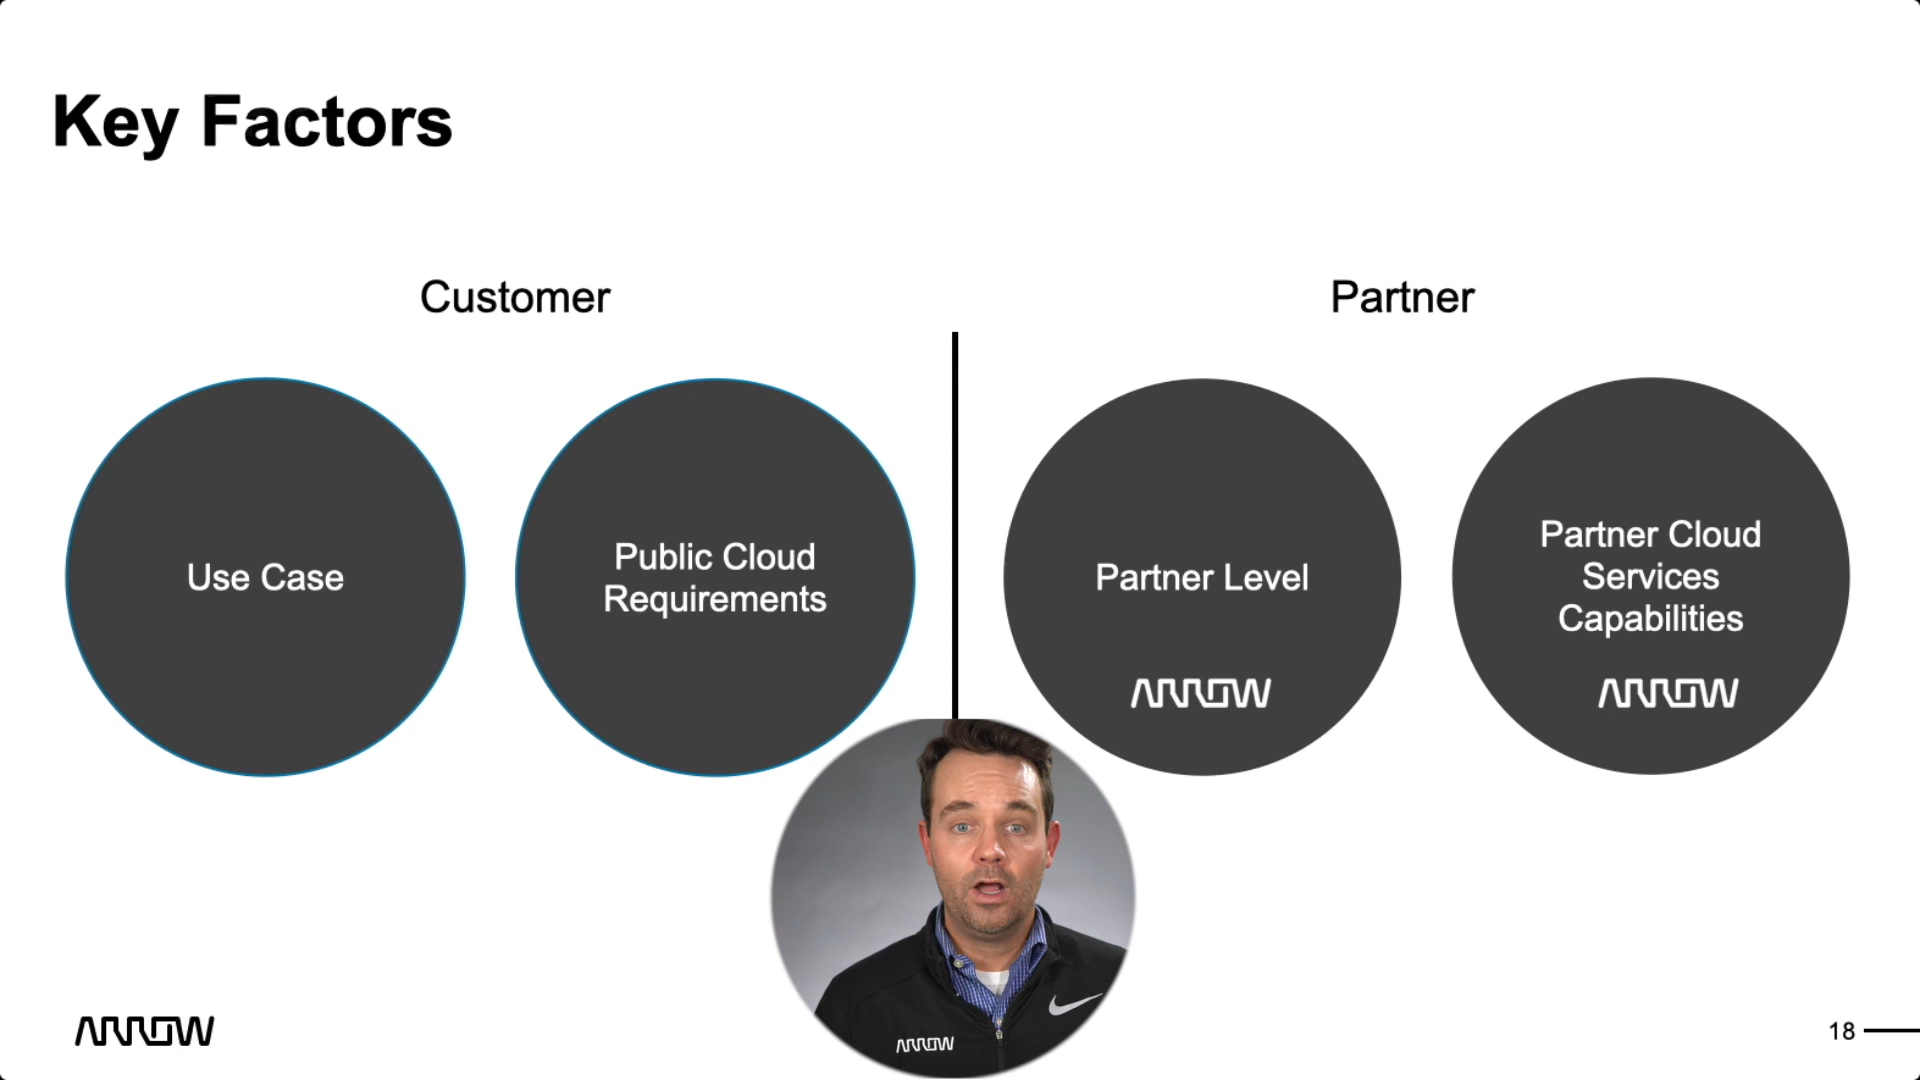 Key Factors
Customer
Partner
Use Case
Public Cloud
Requirements
Partner Level
ARROW
Partner Cloud
Services
Capabilities
ARROW
ARROW
ARROW
18